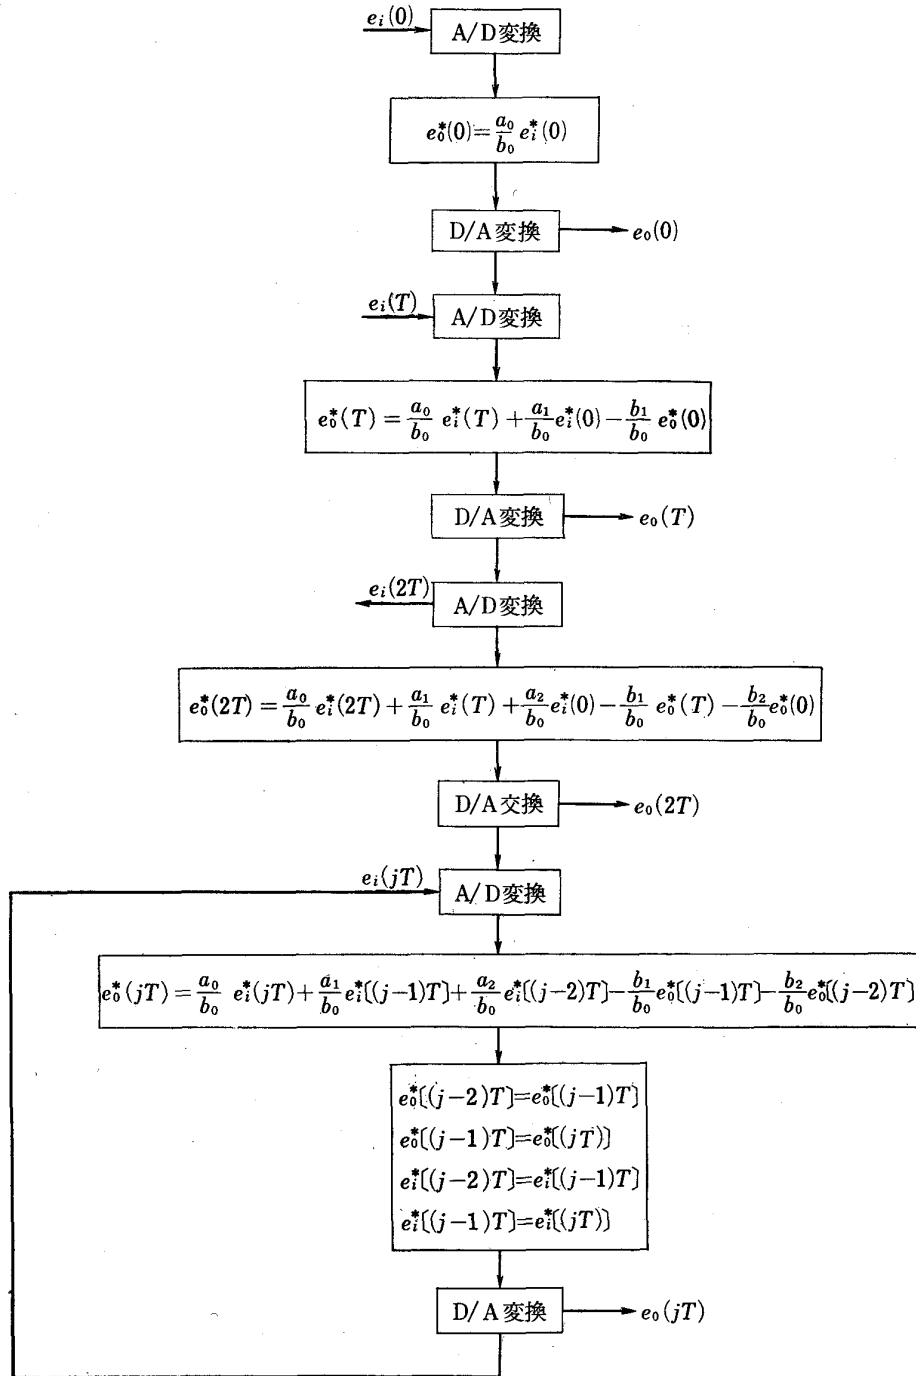 e_i(0)
A/D変換
e_0^*(0)=\frac{a_0}{b_0} e_i^*(0)
D/A変換
e_0(0)
e_i(T)
A/D変換
e_0^*(T)=\frac{a_0}{b_0} e_i^*(T)+\frac{a_1}{b_0}e_i^*(0)-\frac{b_1}{b_0} e_0^*(0)
D/A変換
e_0(T)
e_i(2T)
A/D変換
e_0^*(2T)=\frac{a_0}{b_0} e_i^*(2T)+\frac{a_1}{b_0} e_i^*(T)+\frac{a_2}{b_0}e_i^*(0)-\frac{b_1}{b_0} e_0^*(T)-\frac{b_2}{b_0}e_0^*(0)
D/A交換
e_0(2T)
e_i(jT)
A/D変換
e_0^*(jT)=\frac{a_0}{b_0} e_i^*(jT)+\frac{a_1}{b_0}e_i^*[(j-1)T]+\frac{a_2}{b_0}e_i^*[(j-2)T]-\frac{b_1}{b_0}e_0^*[(j-1)T]-\frac{b_2}{b_0}e_0^*[(j-2)T]
e_0^*[(j-2)T]=e_0^*[(j-1)T]
e_0^*[(j-1)T]=e_0^*[(jT)]
e_i^*[(j-2)T]=e_i^*[(j-1)T]
e_i^*[(j-1)T]=e_i^*[(jT)]
D/A変換
e_0(jT)